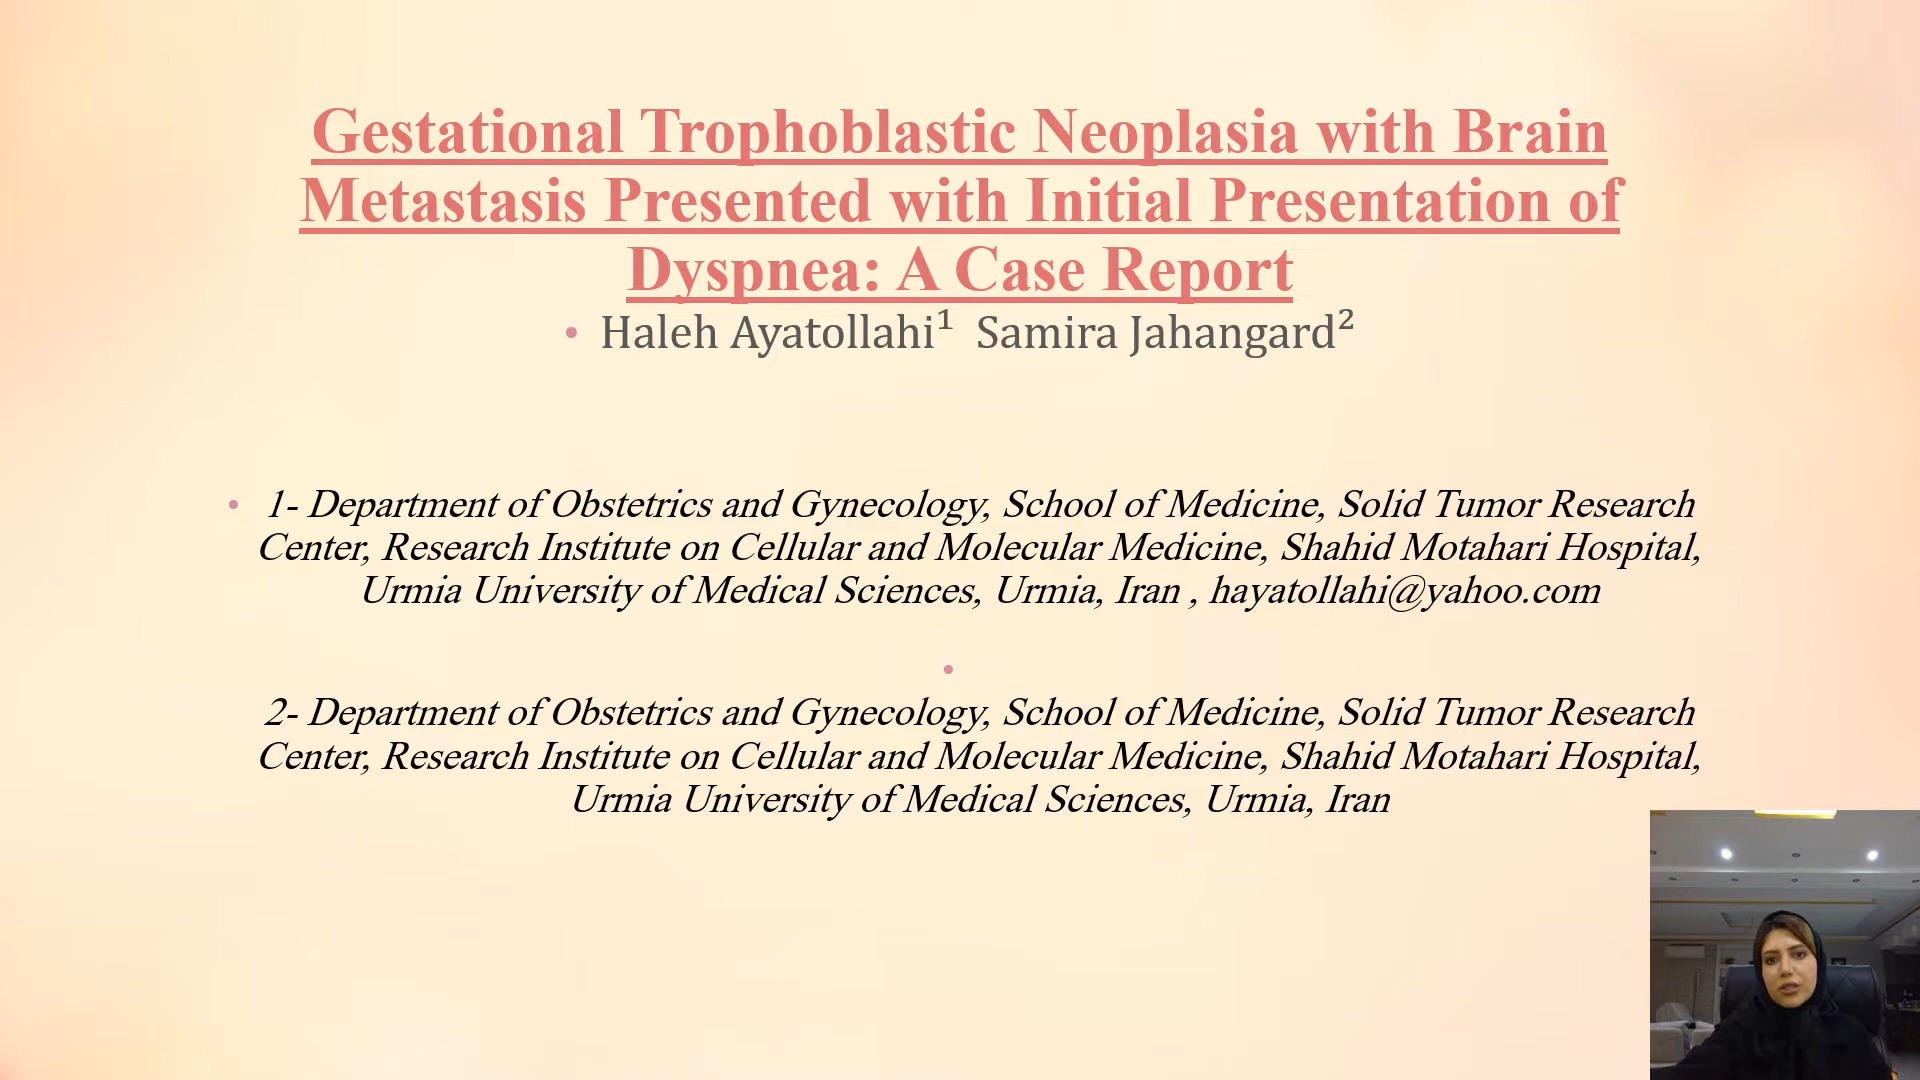 Gestational Trophoblastic Neoplasia with Brain
Metastasis Presented with Initial Presentation of
Dyspnea: A Case Report
• Haleh Ayatollahi¹ Samira Jahangard²
• 1- Department of Obstetrics and Gynecology, School of Medicine, Solid Tumor Research
Center, Research Institute on Cellular and Molecular Medicine, Shahid Motahari Hospital,
Urmia University of Medical Sciences, Urmia, Iran , hayatollahi@yahoo.com
•
2- Department of Obstetrics and Gynecology, School of Medicine, Solid Tumor Research
Center, Research Institute on Cellular and Molecular Medicine, Shahid Motahari Hospital,
Urmia University of Medical Sciences, Urmia, Iran